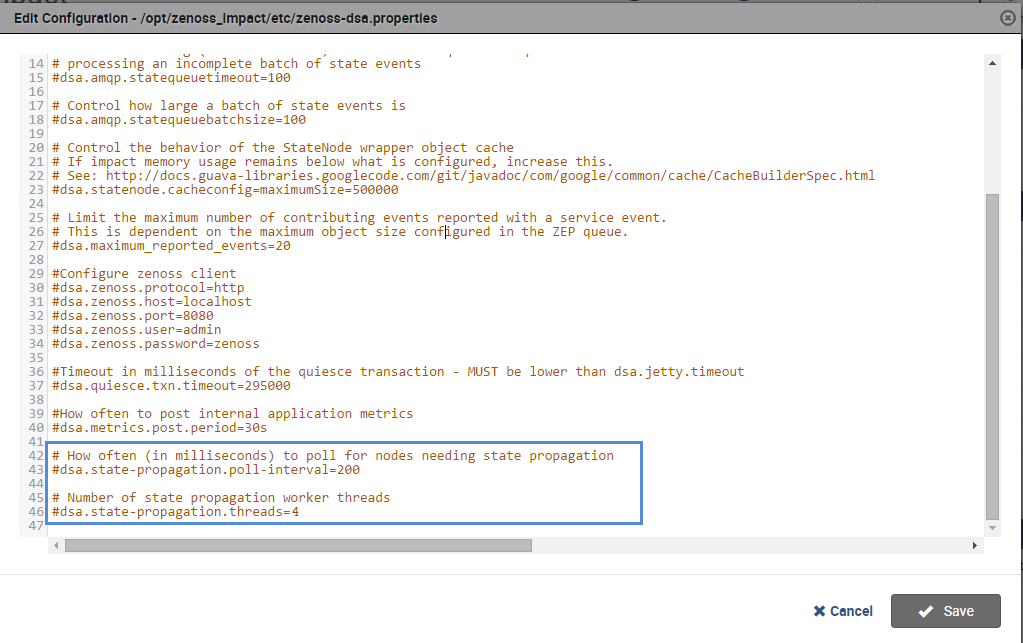 Edit Configuration - /opt/zenoss_impact/etc/zenoss-dsa.properties
14 # processing an incomplete batch of state events
15 #dsa.amqp.statequeuetimeout=100
16
17 # Control how large a batch of state events is
18 #dsa.amqp.statequeuebatchsize=100
19
20 # Control the behavior of the StateNode wrapper object cache
21 # If impact memory usage remains below what is configured, increase this.
22 # See: http://docs.guava-libraries.googlecode.com/git/javadoc/com/google/common/cache/CacheBuilderSpec.html
23 #dsa.statenode.cacheconfig=maximumSize=500000
24
25 # Limit the maximum number of contributing events reported with a service event.
26 # This is dependent on the maximum object size configured in the ZEP queue.
27 #dsa.maximum_reported_events=20
28
29 #Configure zenoss client
30 #dsa.zenoss.protocol=http
31 #dsa.zenoss.host=localhost
32 #dsa.zenoss.port=8080
33 #dsa.zenoss.user=admin
34 #dsa.zenoss.password=zenoss
35
36 #Timeout in milliseconds of the quiesce transaction - MUST be lower than dsa.jetty.timeout
37 #dsa.quiesce.txn.timeout=295000
38
39 #How often to post internal application metrics
40 #dsa.metrics.post.period=30s
41
42 # How often (in milliseconds) to poll for nodes needing state propagation
43 #dsa.state-propagation.poll-interval=200
44
45 # Number of state propagation worker threads
46 #dsa.state-propagation.threads=4
47
Cancel
Save